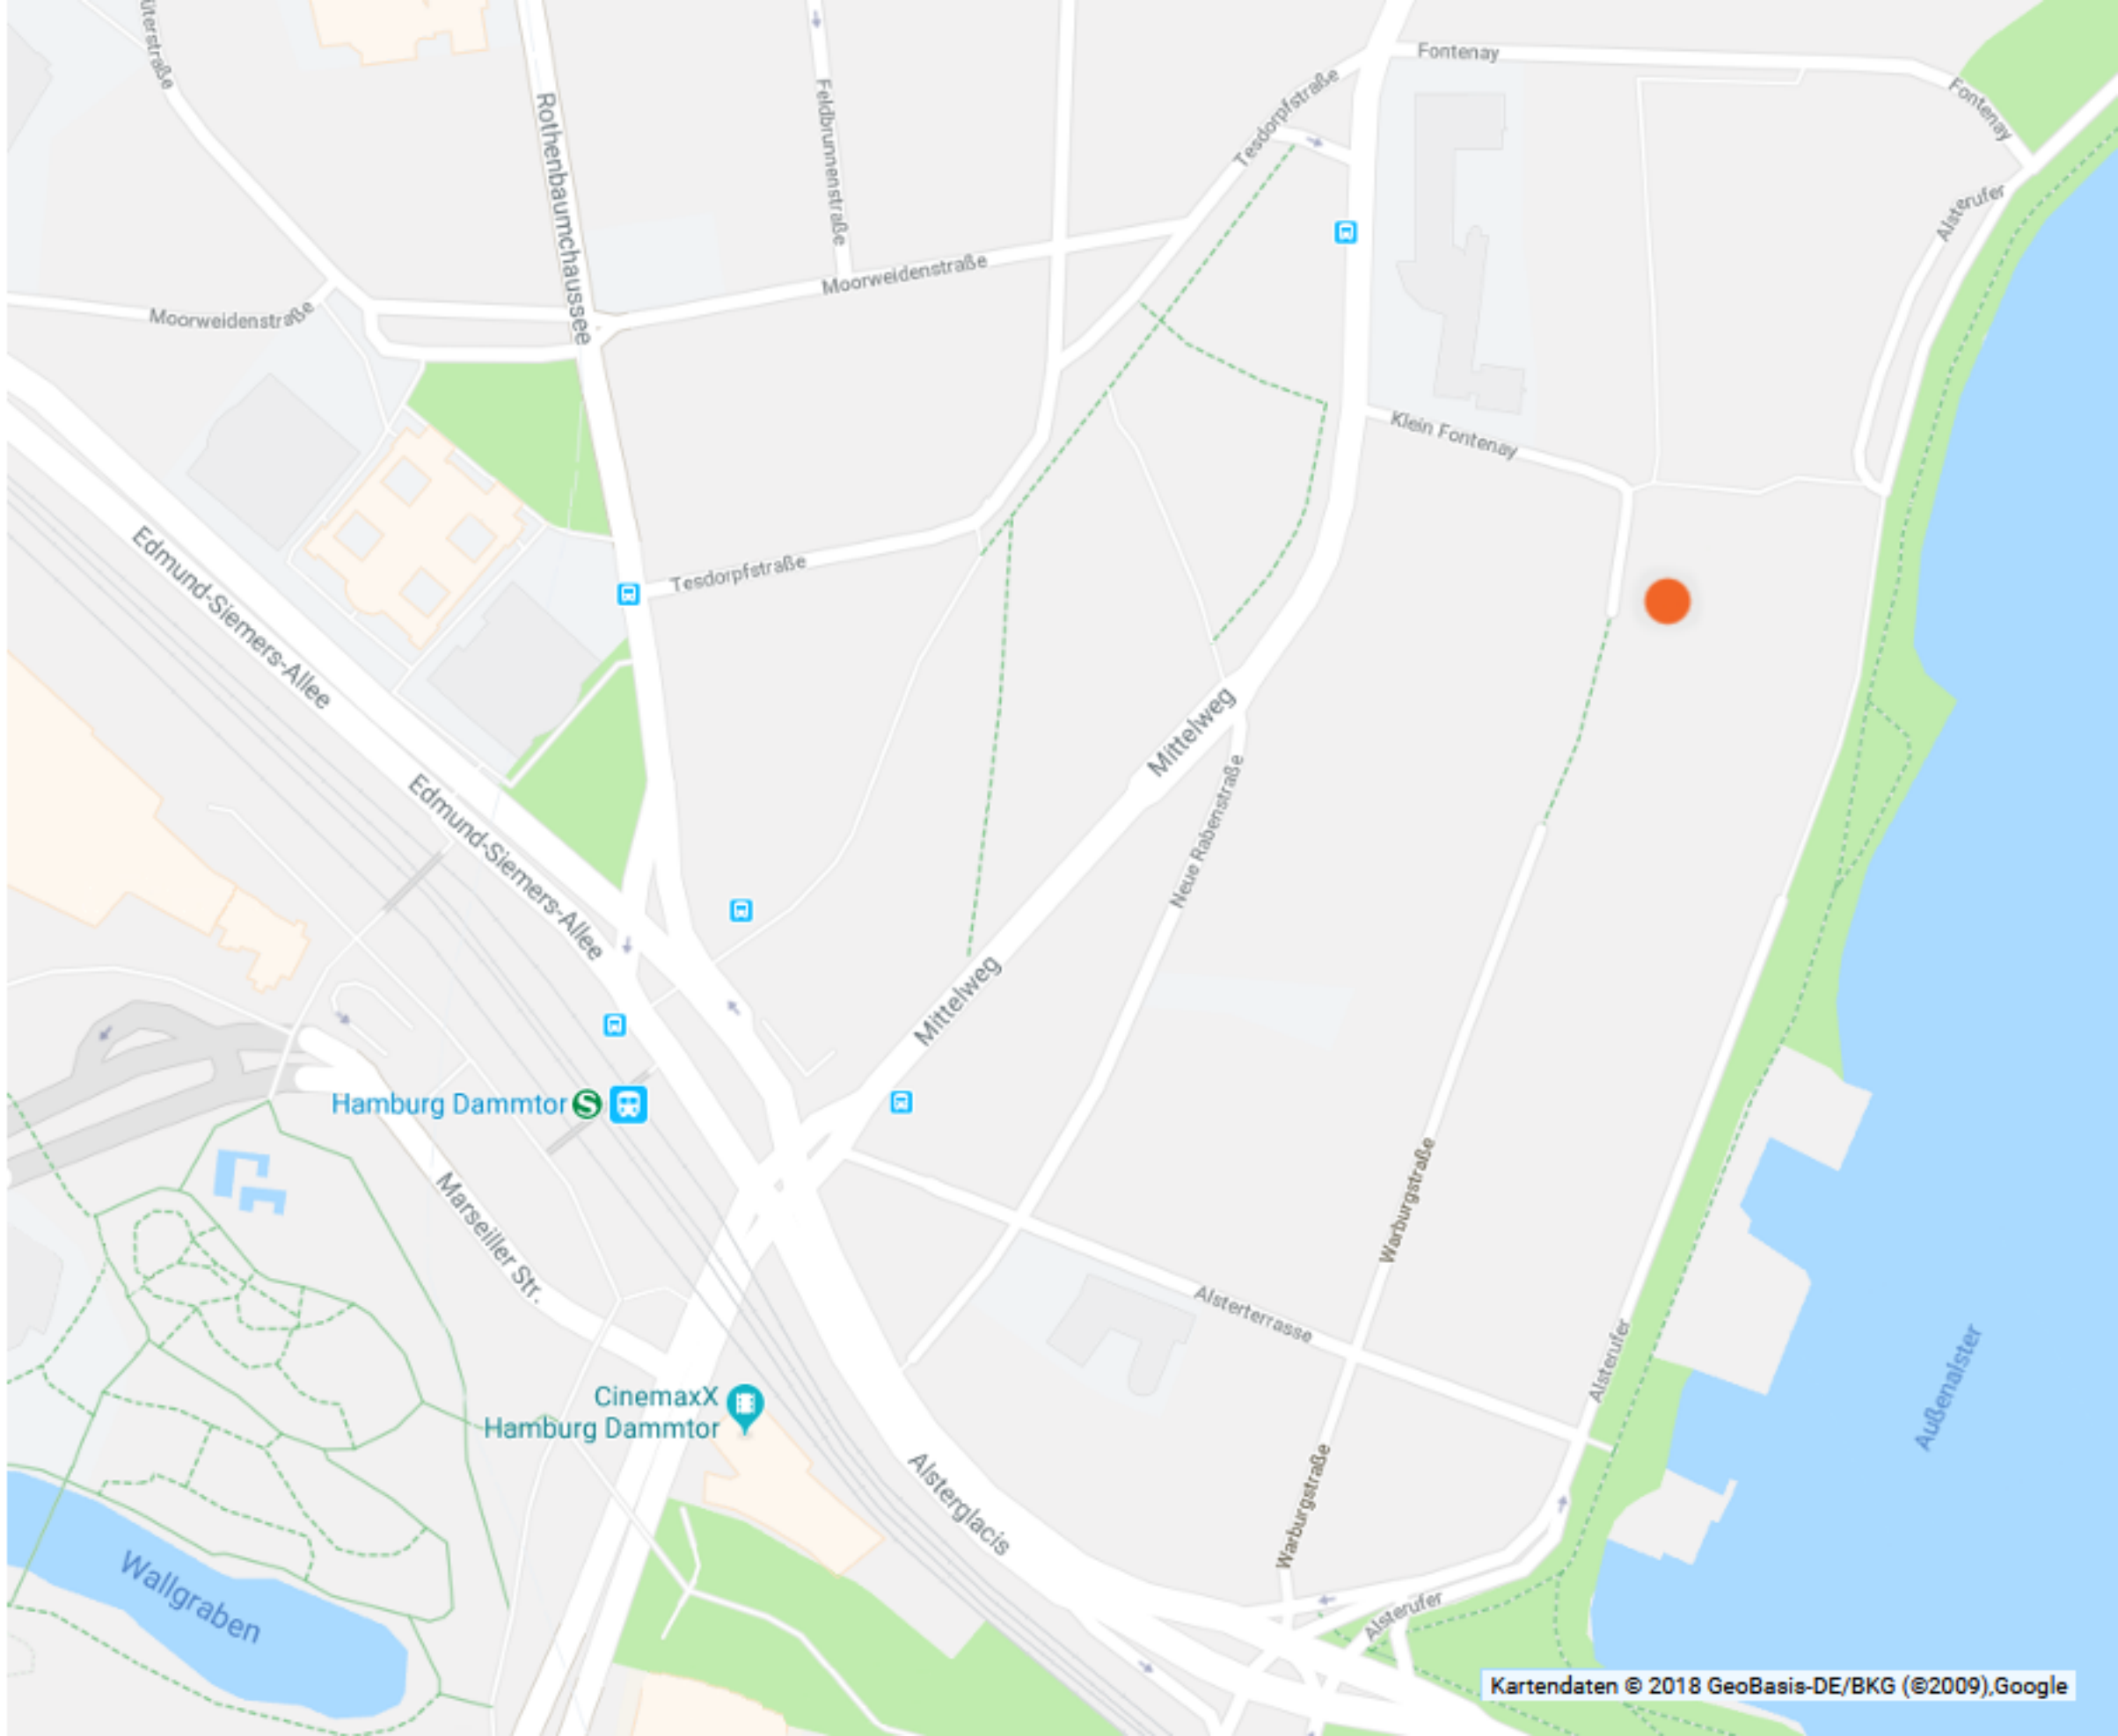 üterstraße
Rothenbaumchaussee
Feldbrunnenstraße
Tesdorpfstraße
Fontenay
Fontenay
Alsterufer
Moorweidenstraße
Moorweidenstraße
Klein Fontenay
Edmund-Siemers-Allee
Tesdorpfstraße
Mittelweg
Neue Rabenstraße
Edmund-Siemers-Allee
Mittelweg
Hamburg Dammtor S
Marseiller Str.
Warburgstraße
Alsterterrasse
Alsterufer
Außenalster
CinemaxX
Hamburg Dammtor
Alsterglacis
Warburgstraße
Wallgraben
Alsterufer
Kartendaten © 2018 GeoBasis-DE/BKG (©2009),Google